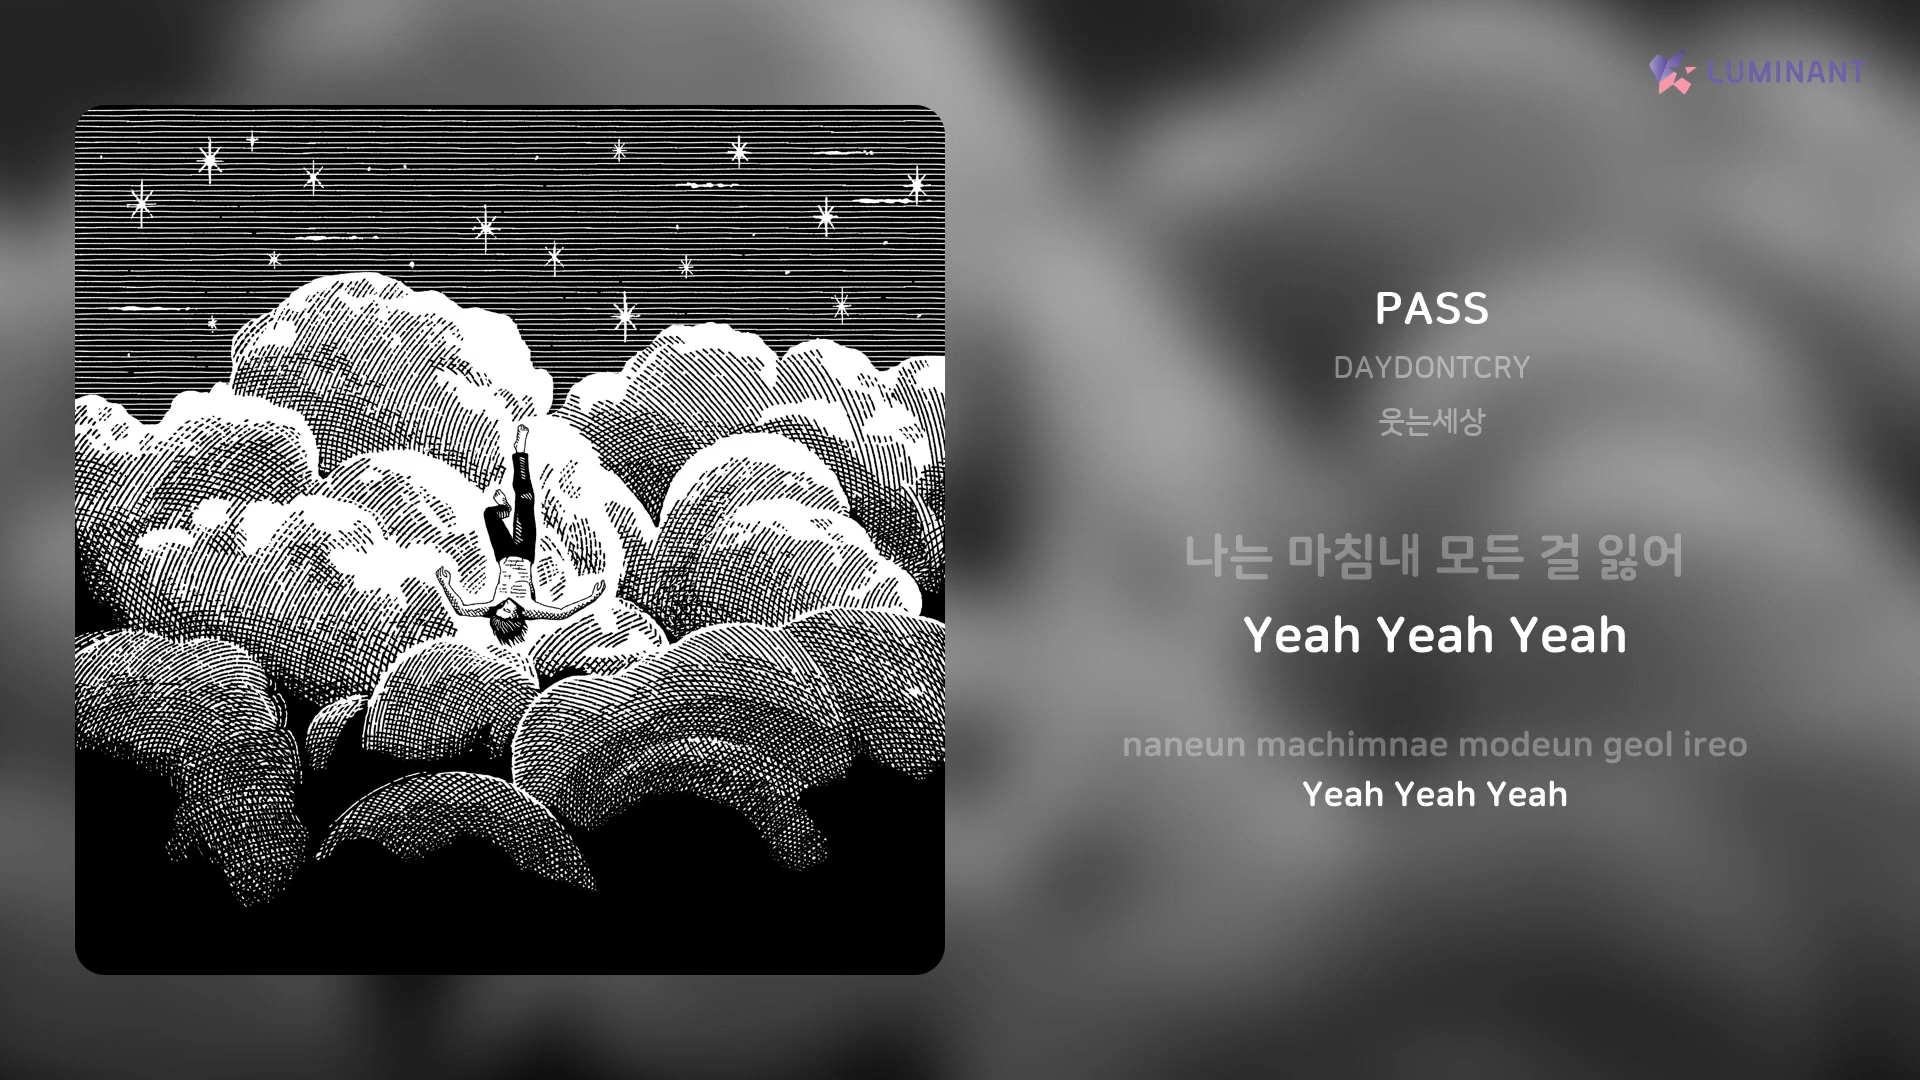 LUMINANT
PASS
DAYDONTCRY
웃는세상
나는 마침내 모든 걸 잃어
Yeah Yeah Yeah
naneun machimnae modeun geol ireo
Yeah Yeah Yeah